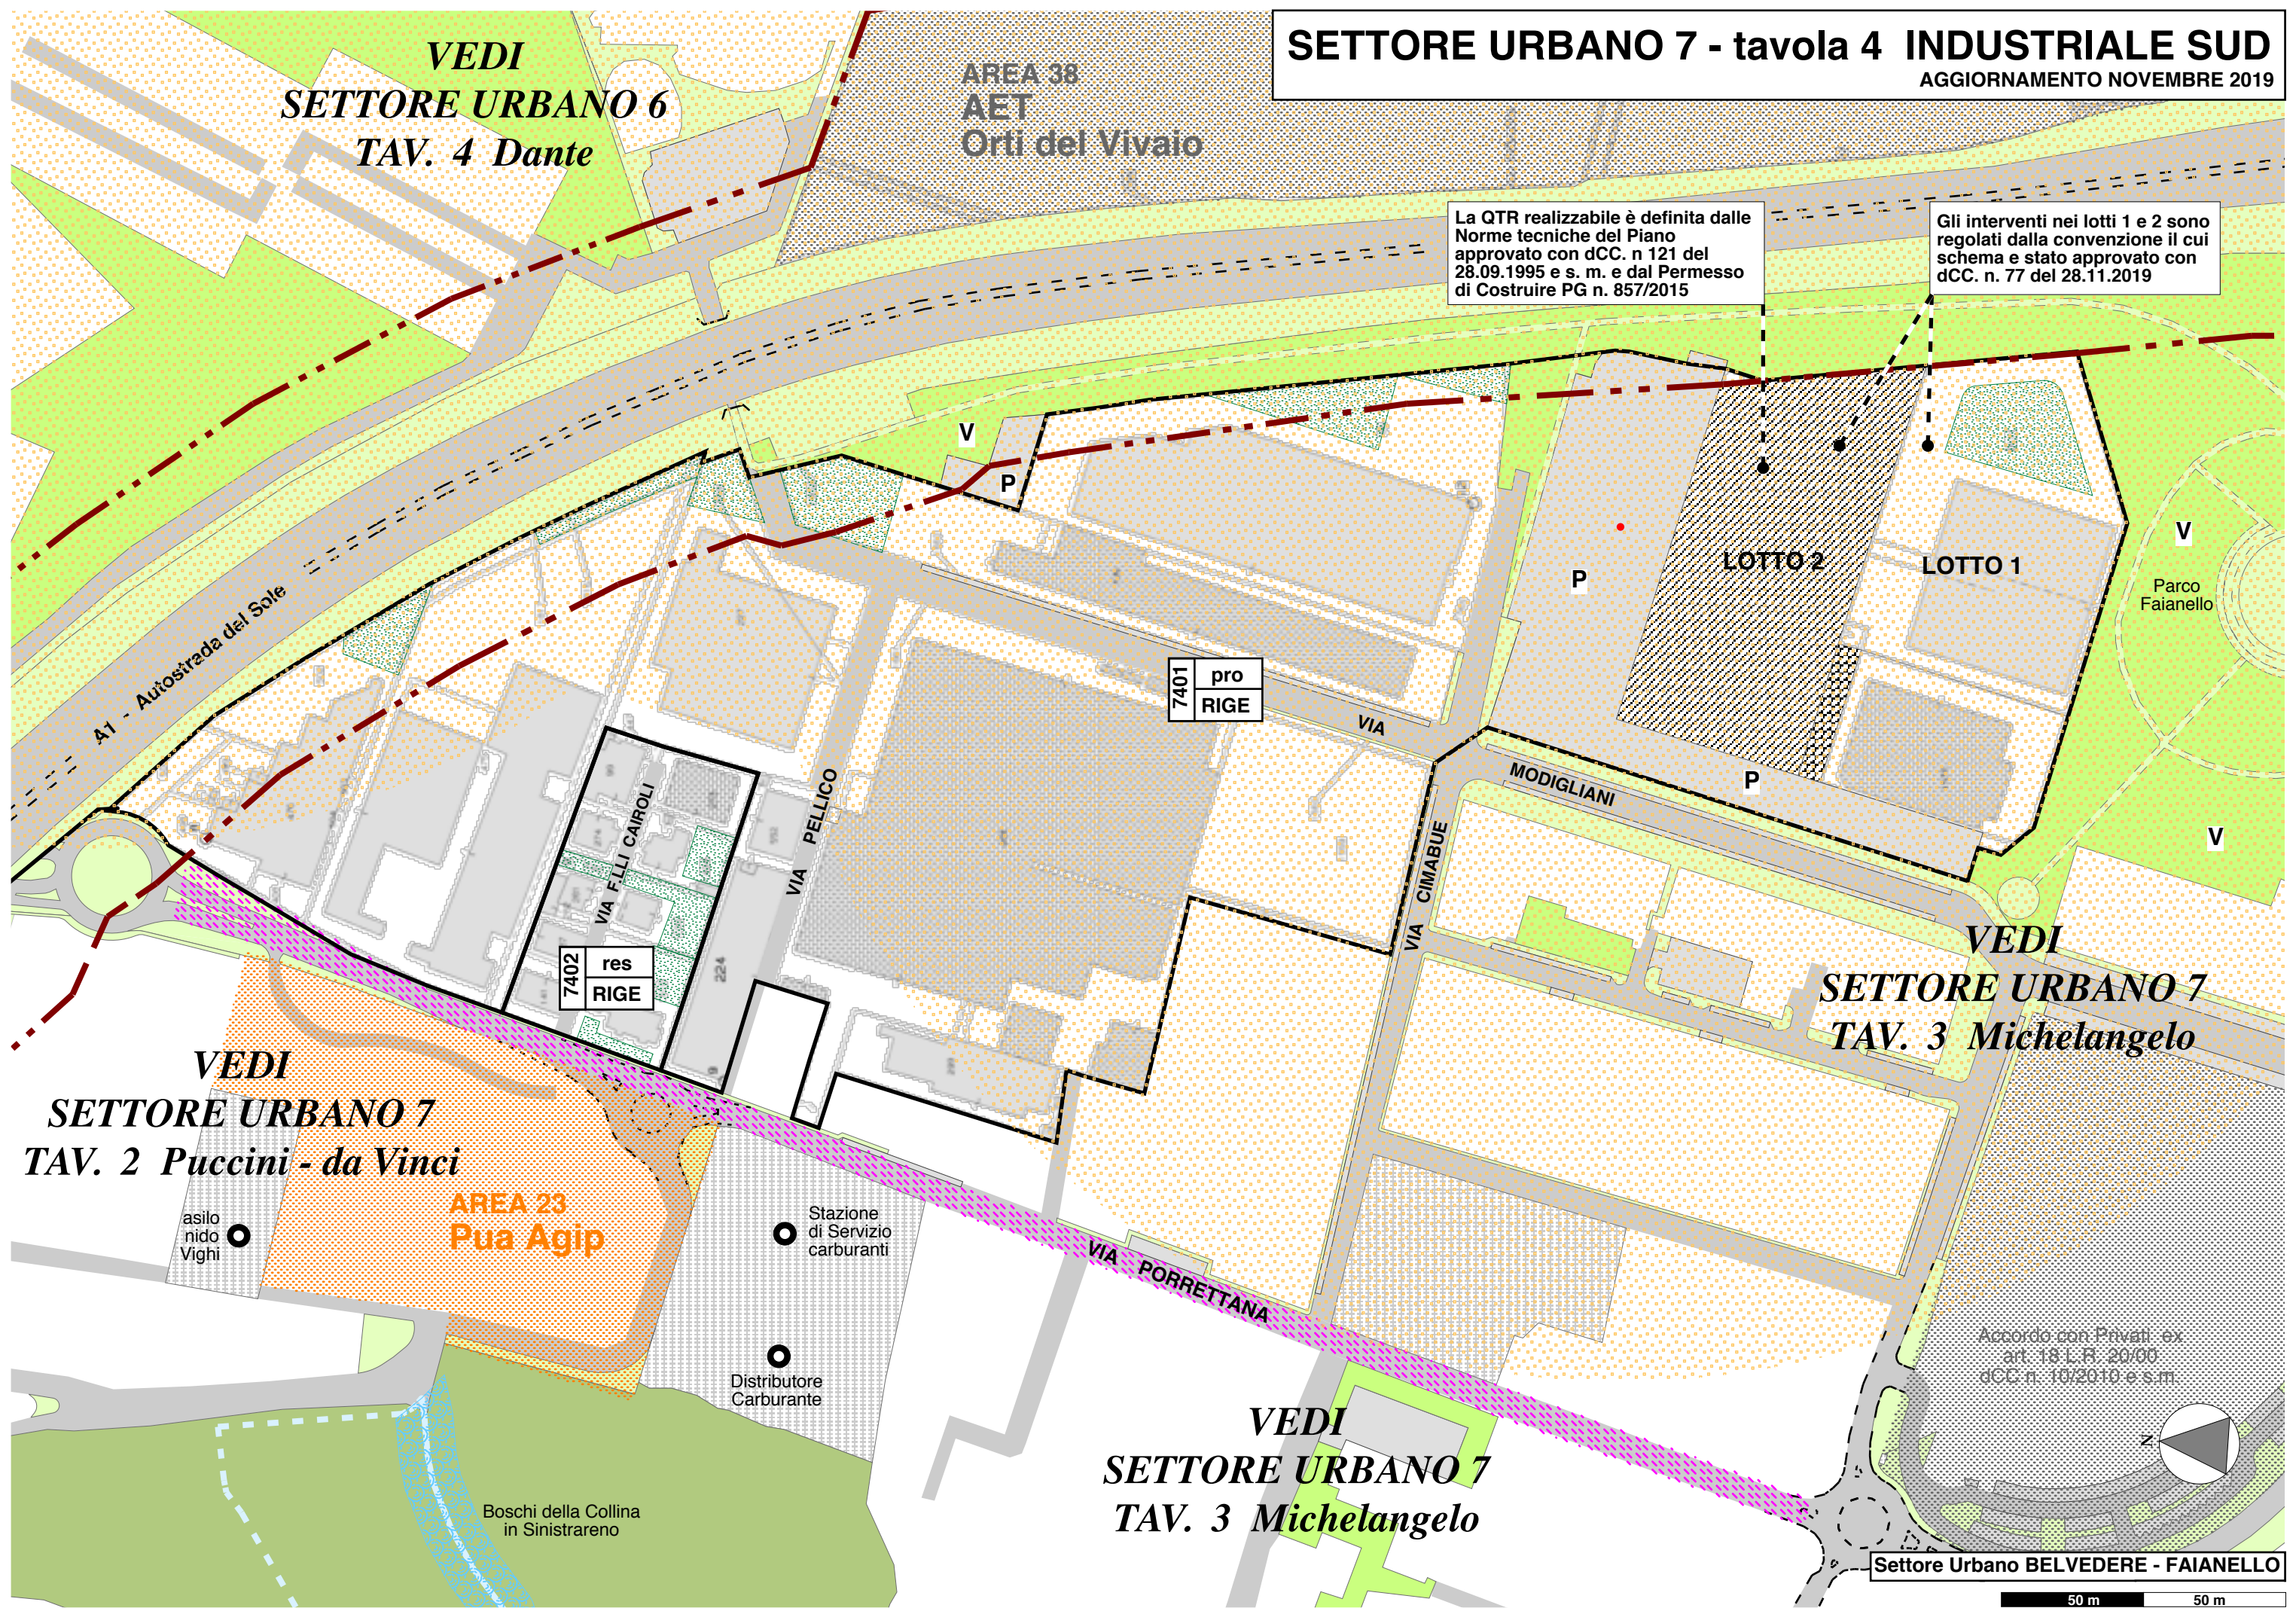 SETTORE URBANO 7 - tavola 4 INDUSTRIALE SUD
AGGIORNAMENTO NOVEMBRE 2019
VEDI
SETTORE URBANO 6
TAV. 4 Dante
AREA 38
AET
Orti del Vivaio
La QTR realizzabile è definita dalle
Norme tecniche del Piano
approvato con dCC. n 121 del
28.09.1995 e s. m. e dal Permesso
di Costruire PG n. 857/2015
Gli interventi nei lotti 1 e 2 sono
regolati dalla convenzione il cui
schema e stato approvato con
dCC. n. 77 del 28.11.2019
V
P
V
P
LOTTO 2
LOTTO 1
Parco
Faianello
A1 - Autostrada del Sole
7401
pro
RIGE
VIA
MODIGLIANI
P
V
VIA PELLICO
VIA F.LLI CAIROLI
VIA CIMABUE
224
7402
res
RIGE
VEDI
SETTORE URBANO 7
TAV. 3 Michelangelo
VEDI
SETTORE URBANO 7
TAV. 2 Puccini - da Vinci
AREA 23
Pua Agip
asilo
nido
Vighi
Stazione
di Servizio
carburanti
VIA PORRETTANA
Distributore
Carburante
Accordo con Privati ex
art. 18 L.R. 20/00
dCC n. 10/2010 e s.m.
N
VEDI
SETTORE URBANO 7
TAV. 3 Michelangelo
Boschi della Collina
in Sinistrareno
Settore Urbano BELVEDERE - FAIANELLO
50 m
50 m